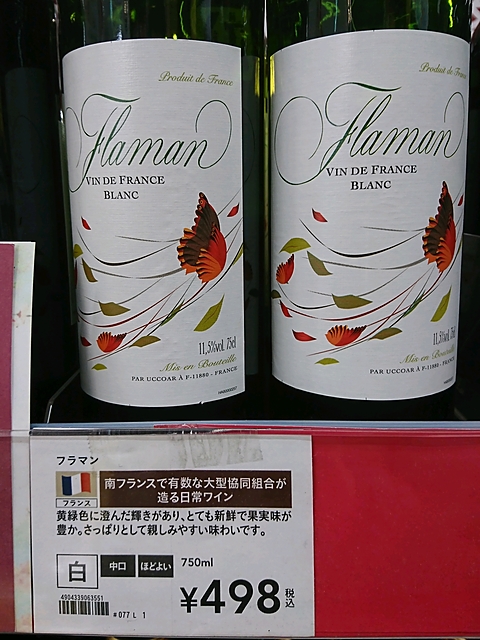 Produit de France
Flaman
VIN DE FRANCE
BLANC
11,5%vol. 75cl
Mis en Bouteille
PAR UCCOAR À F-11880 - FRANCE
Produit de France
Flaman
VIN DE FRANCE
BLANC
11,5%vol. 75cl
Mis en Bouteille
PAR UCCOAR À F-11880 - FRANCE
フラマン
フランス
南フランスで有数な大型協同組合が
造る日常ワイン
黄緑色に澄んだ輝きがあり、とても新鮮で果実味が
豊か。さっぱりとして親しみやすい味わいです。
白 中口 ほどよい 750ml
¥498 税込
4904339063551
#077 L 1